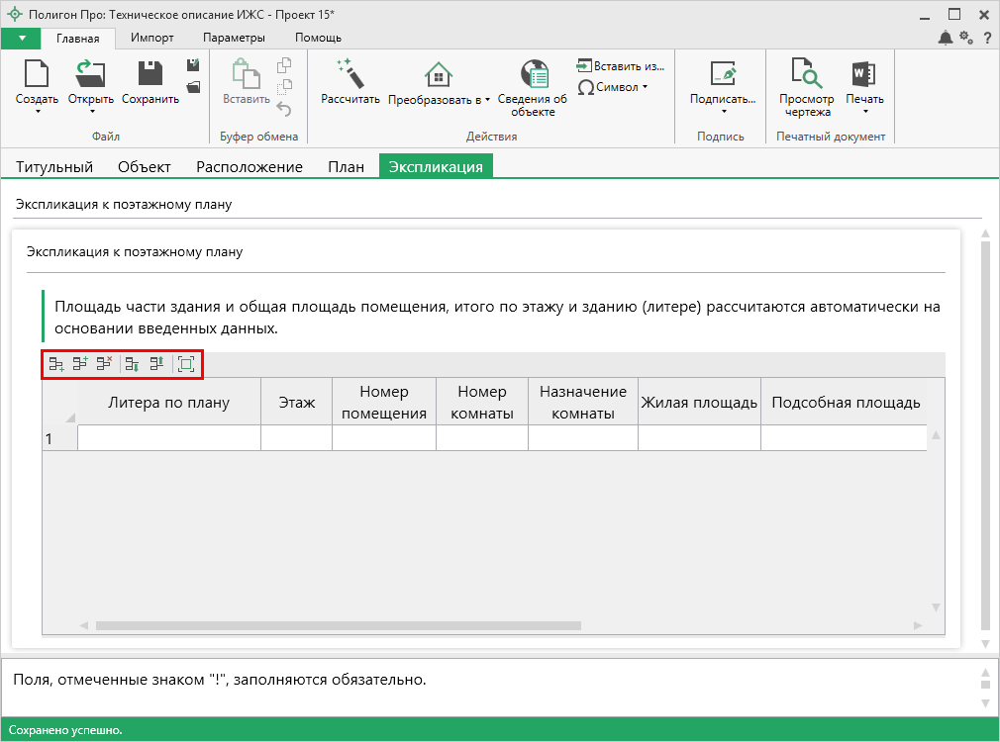 Полигон Про: Техническое описание ИЖС - Проект 15*
Главная Импорт Параметры Помощь
?
Создать Открыть Сохранить
Файл
Вставить
Буфер обмена
Рассчитать Преобразовать в Сведения об
объекте
Вставить из...
Символ
Действия
Подписать...
Подпись
Просмотр
чертежа
Печать
Печатный документ
Титульный Объект Расположение План Экспликация
Экспликация к поэтажному плану
Экспликация к поэтажному плану
Площадь части здания и общая площадь помещения, итого по этажу и зданию (литере) рассчитаются автоматически на
основании введенных данных.
Литера по плану Этаж Номер
помещения Номер
комнаты Назначение
комнаты Жилая площадь Подсобная площадь
1
Поля, отмеченные знаком "!", заполняются обязательно.
Сохранено успешно.